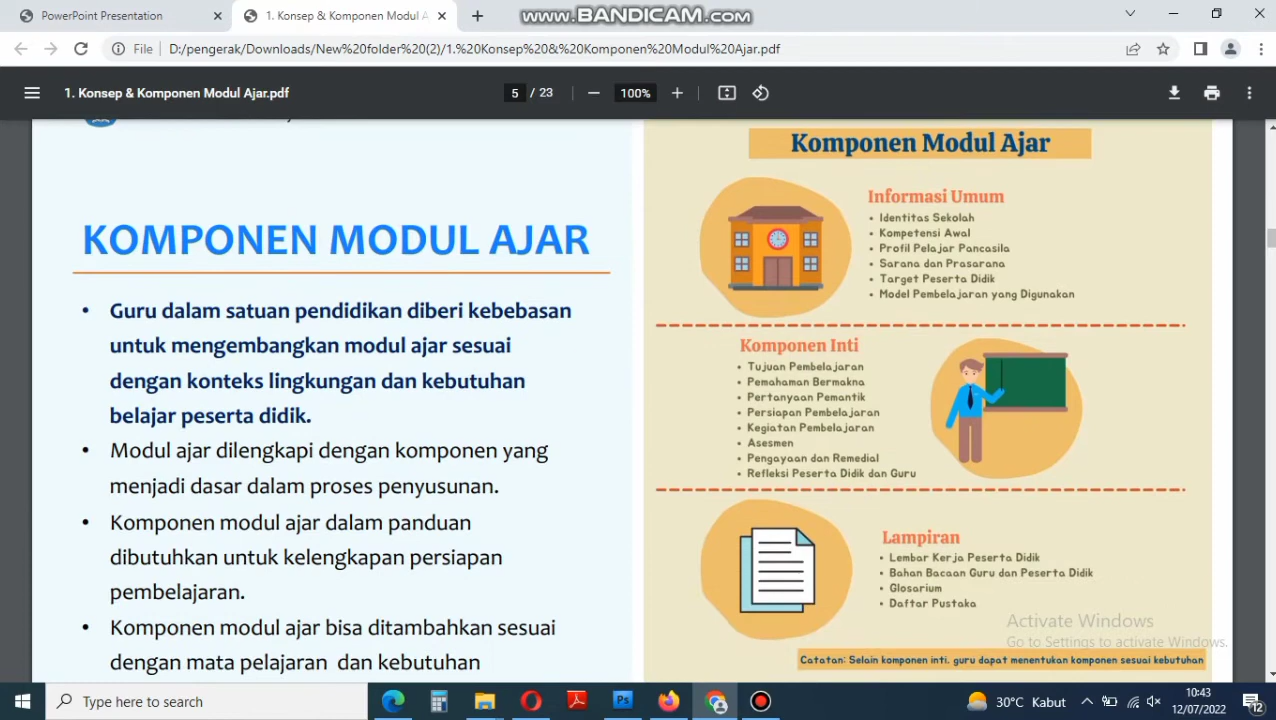 PowerPoint Presentation
1. Konsep & Komponen Modul A
www.BANDICAM.com
File
D:/pengerak/Downloads/New%20folder%20(2)/1.%20Konsep%20&%20Komponen%20Modul%20Ajar.pdf
1. Konsep & Komponen Modul Ajar.pdf
5 / 23
100%
KOMPONEN MODUL AJAR
• Guru dalam satuan pendidikan diberi kebebasan
untuk mengembangkan modul ajar sesuai
dengan konteks lingkungan dan kebutuhan
belajar peserta didik.
• Modul ajar dilengkapi dengan komponen yang
menjadi dasar dalam proses penyusunan.
• Komponen modul ajar dalam panduan
dibutuhkan untuk kelengkapan persiapan
pembelajaran.
• Komponen modul ajar bisa ditambahkan sesuai
dengan mata pelajaran dan kebutuhan
Komponen Modul Ajar
Informasi Umum
• Identitas Sekolah
• Kompetensi Awal
• Profil Pelajar Pancasila
• Sarana dan Prasarana
• Target Peserta Didik
• Model Pembelajaran yang Digunakan
Komponen Inti
• Tujuan Pembelajaran
• Pemahaman Bermakna
• Pertanyaan Pemantik
• Persiapan Pembelajaran
• Kegiatan Pembelajaran
• Asesmen
• Pengayaan dan Remedial
• Refleksi Peserta Didik dan Guru
Lampiran
• Lembar Kerja Peserta Didik
• Bahan Bacaan Guru dan Peserta Didik
• Glosarium
• Daftar Pustaka
Activate Windows
Go to Settings to activate Windows.
Catatan: Selain komponen inti, guru dapat menentukan komponen sesuai kebutuhan
Type here to search
Ps
30°C Kabut
10:43
12/07/2022
12